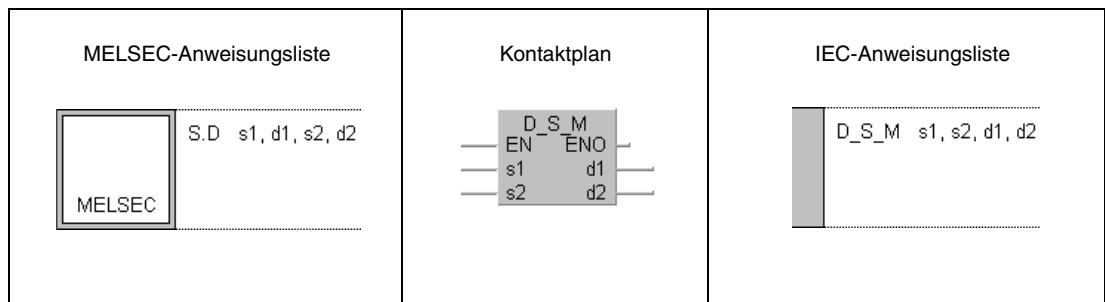 MELSEC-Anweisungsliste
Kontaktplan
IEC-Anweisungsliste
MELSEC
S.D s1, d1, s2, d2
D_S_M
EN ENO
s1 d1
s2 d2
D_S_M s1, s2, d1, d2